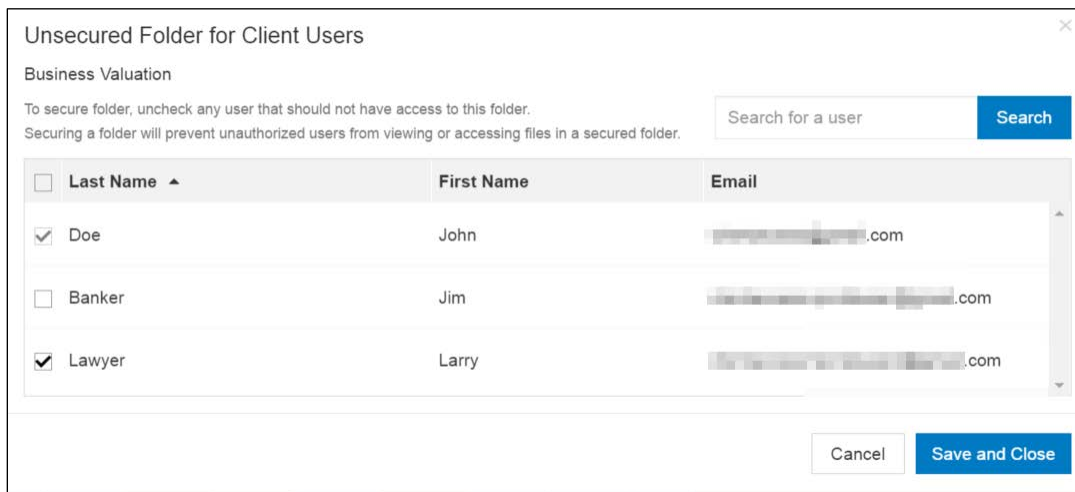 Unsecured Folder for Client Users
Business Valuation
To secure folder, uncheck any user that should not have access to this folder.
Securing a folder will prevent unauthorized users from viewing or accessing files in a secured folder.
Search for a user Search
Last Name First Name Email
Doe John .com
Banker Jim .com
Lawyer Larry .com
Cancel Save and Close